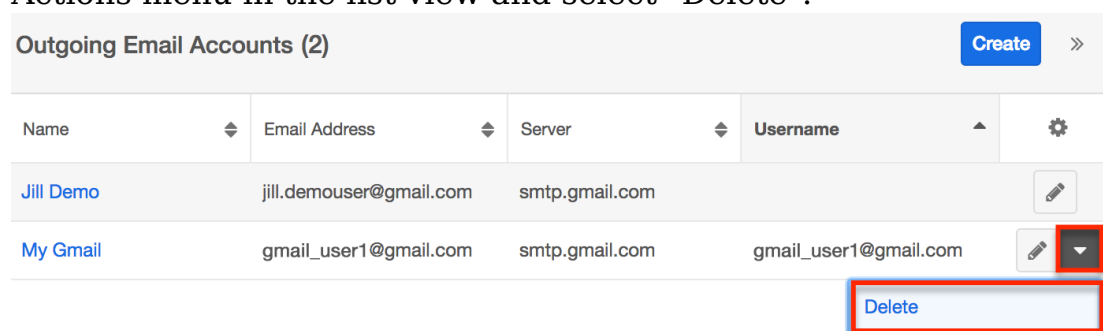 Actions menu in the list view and select "Delete".
Outgoing Email Accounts (2) Create »
Name Email Address Server Username
Jill Demo jill.demouser@gmail.com smtp.gmail.com
My Gmail gmail_user1@gmail.com smtp.gmail.com gmail_user1@gmail.com
Delete